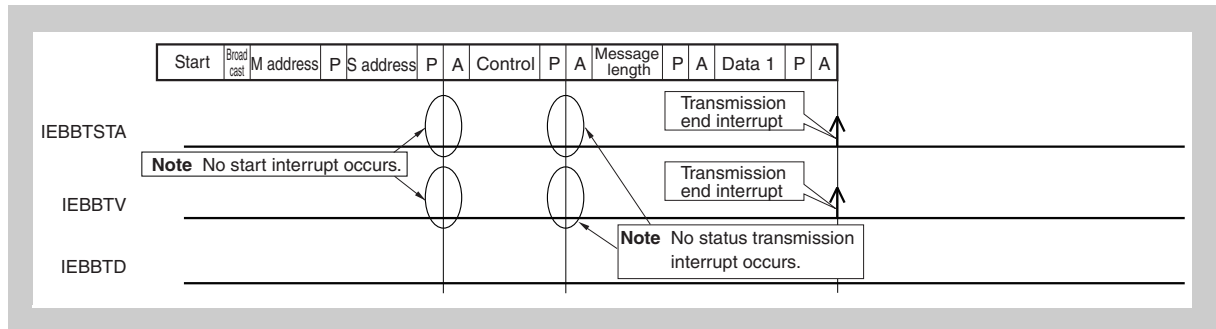 Start Broad cast M address P S address P A Control P A Message length P A Data 1 P A
Transmission
end interrupt
IEBBTSTA
Note No start interrupt occurs.
Transmission
end interrupt
IEBBTV
Note No status transmission
interrupt occurs.
IEBBTD